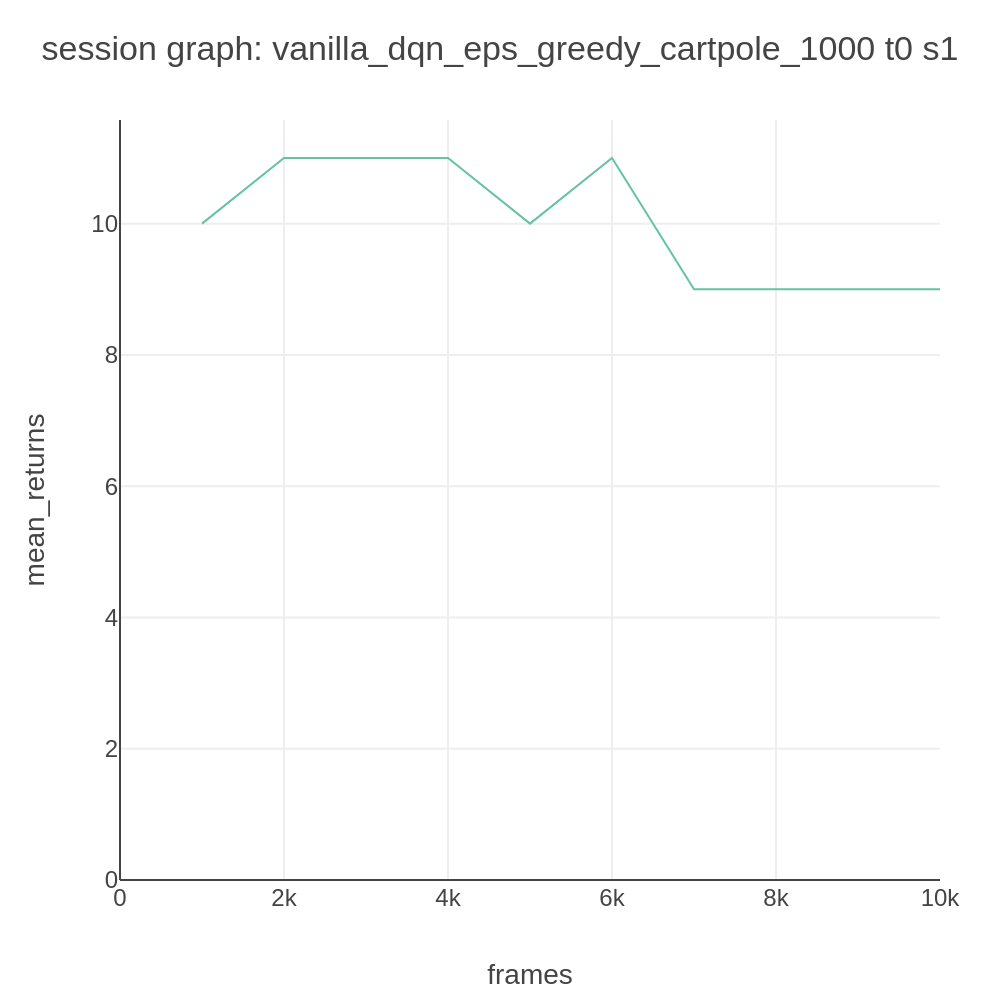 session graph: vanilla_dqn_eps_greedy_cartpole_1000 t0 s1
10
8
6
4
2
0
mean_returns
0 2k 4k 6k 8k 10k
frames